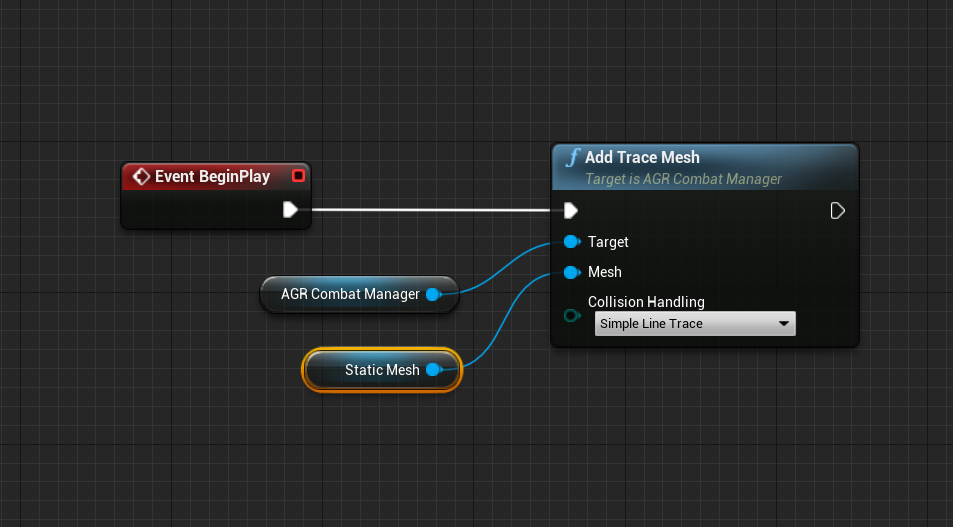 Event BeginPlay
f Add Trace Mesh
Target is AGR Combat Manager
Target
Mesh
AGR Combat Manager
Collision Handling
Simple Line Trace
Static Mesh